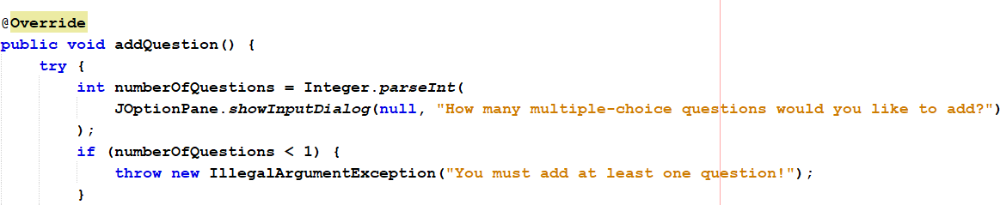 @Override
public void addQuestion() {
    try {
        int numberOfQuestions = Integer.parseInt(
            JOptionPane.showInputDialog(null, "How many multiple-choice questions would you like to add?")
        );
        if (numberOfQuestions < 1) {
            throw new IllegalArgumentException("You must add at least one question!");
        }